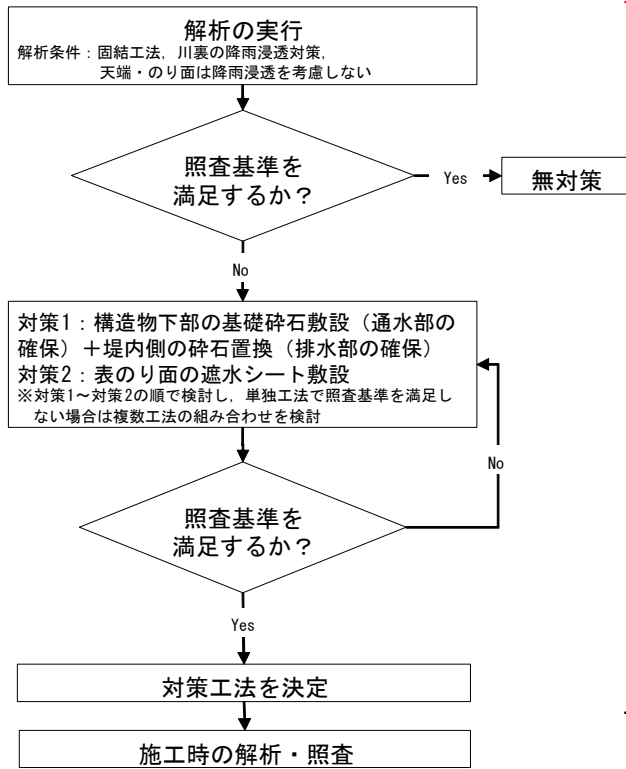 解析の実行
解析条件：固結工法，川裏の降雨浸透対策，
天端・のり面は降雨浸透を考慮しない
照査基準を
満足するか？
Yes
無対策
No
対策1：構造物下部の基礎砕石敷設（通水部の
確保）＋堤内側の砕石置換（排水部の確保）
対策2：表のり面の遮水シート敷設
※対策1～対策2の順で検討し，単独工法で照査基準を満足し
ない場合は複数工法の組み合わせを検討
No
照査基準を
満足するか？
Yes
対策工法を決定
施工時の解析・照査